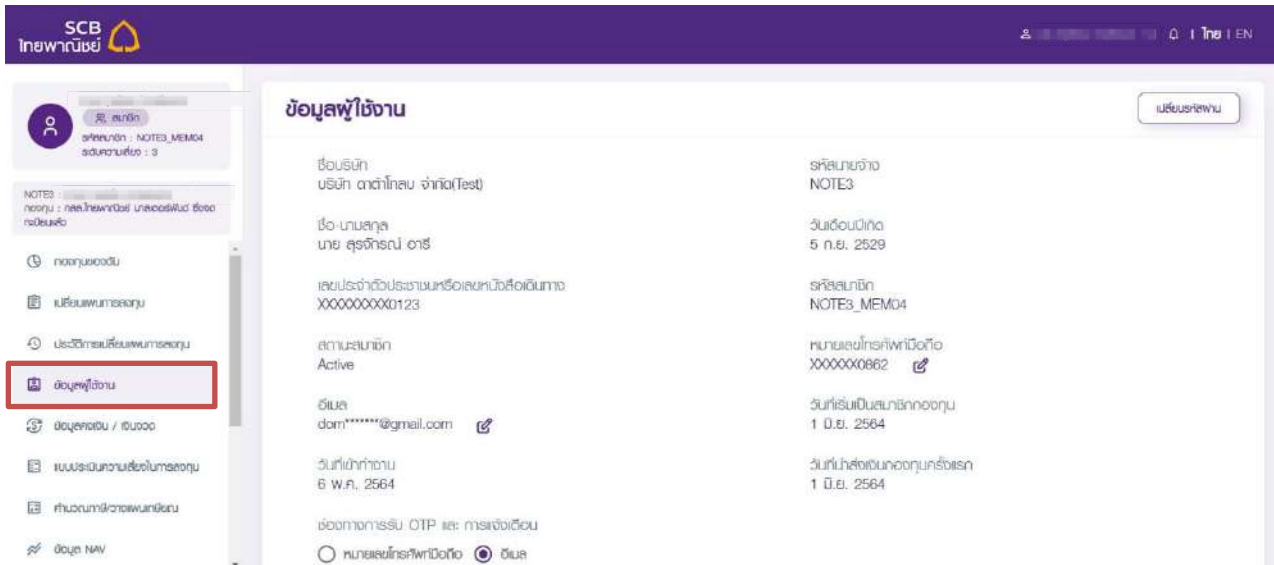 SCB
ไทยพาณิชย์
ไทย | EN
สมาชิก
รหัสสมาชิก : NOTE3_MEM04
ระดับความเสี่ยง : 3
NOTE3 :
กองทุน : กสล.ไทยพาณิชย์ มาสเตอร์ฟันด์ ซึ่งจด
ทะเบียนแล้ว
กองทุนของฉัน
เปลี่ยนแผนการลงทุน
ประวัติการเปลี่ยนแผนการลงทุน
ข้อมูลผู้ใช้งาน
ข้อมูลคงเงิน / เงินงวด
แบบประเมินความเสี่ยงในการลงทุน
คำนวณภาษี/วางแผนเกษียณ
ข้อมูล NAV
ข้อมูลผู้ใช้งาน
เปลี่ยนรหัสผ่าน
ชื่อบริษัท
บริษัท ดาต้าโกลบ จำกัด(Test)
รหัสนายจ้าง
NOTE3
ชื่อ-นามสกุล
นาย สุรจักรณ์ อารี
วันเดือนปีเกิด
5 ก.ย. 2529
เลขประจำตัวประชาชนหรือเลขหนังสือเดินทาง
XXXXXXXXX0123
รหัสสมาชิก
NOTE3_MEM04
สถานะสมาชิก
Active
หมายเลขโทรศัพท์มือถือ
XXXXXX0862
อีเมล
dom*******@gmail.com
วันที่เริ่มเป็นสมาชิกกองทุน
1 มิ.ย. 2564
วันที่เข้าทำงาน
6 พ.ค. 2564
วันที่นำส่งเงินกองทุนครั้งแรก
1 มิ.ย. 2564
ช่องทางการรับ OTP และ การแจ้งเตือน
หมายเลขโทรศัพท์มือถือ อีเมล